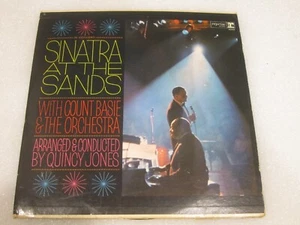 SINATRA
AT THE
SANDS
WITH COUNT BASIE
& THE ORCHESTRA
ARRANGED & CONDUCTED
BY QUINCY JONES